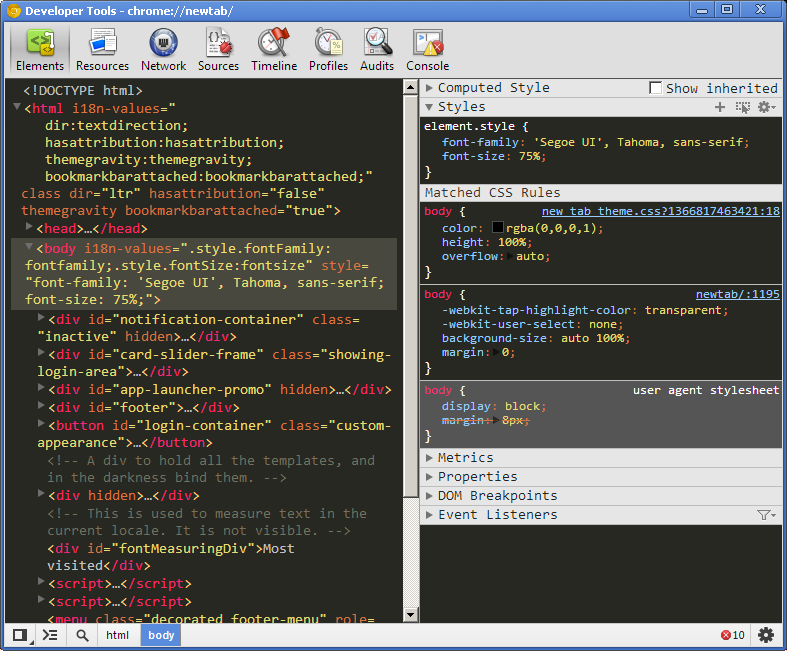 Developer Tools - chrome://newtab/
Elements Resources Network Sources Timeline Profiles Audits Console
<!DOCTYPE html>
<html i18n-values="
dir:textdirection;
hasattribution:hasattribution;
themegravity:themegravity;
bookmarkbarattached:bookmarkbarattached;"
class dir="ltr" hasattribution="false"
themegravity bookmarkbarattached="true">
<head>…</head>
<body i18n-values=".style.fontFamily:
fontfamily;.style.fontSize:fontsize" style=
"font-family: 'Segoe UI', Tahoma, sans-serif;
font-size: 75%;">
<div id="notification-container" class=
"inactive" hidden>…</div>
<div id="card-slider-frame" class="showing-
login-area">…</div>
<div id="app-launcher-promo" hidden>…</div>
<div id="footer">…</div>
<button id="login-container" class="custom-
appearance">…</button>
<!-- A div to hold all the templates, and
in the darkness bind them. -->
<div hidden>…</div>
<!-- This is used to measure text in the
current locale. It is not visible. -->
<div id="fontMeasuringDiv">Most
visited</div>
<script>…</script>
<script>…</script>
<menu class="decorated footer-menu" role=
Computed Style Show inherited
Styles
element.style {
font-family: 'Segoe UI', Tahoma, sans-serif;
font-size: 75%;
}
Matched CSS Rules
body { new_tab_theme.css?1366817463421:18
color: rgba(0,0,0,1);
height: 100%;
overflow: auto;
}
body { newtab/:1195
-webkit-tap-highlight-color: transparent;
-webkit-user-select: none;
background-size: auto 100%;
margin: 0;
}
body { user agent stylesheet
display: block;
margin: 8px;
}
Metrics
Properties
DOM Breakpoints
Event Listeners
html body 10